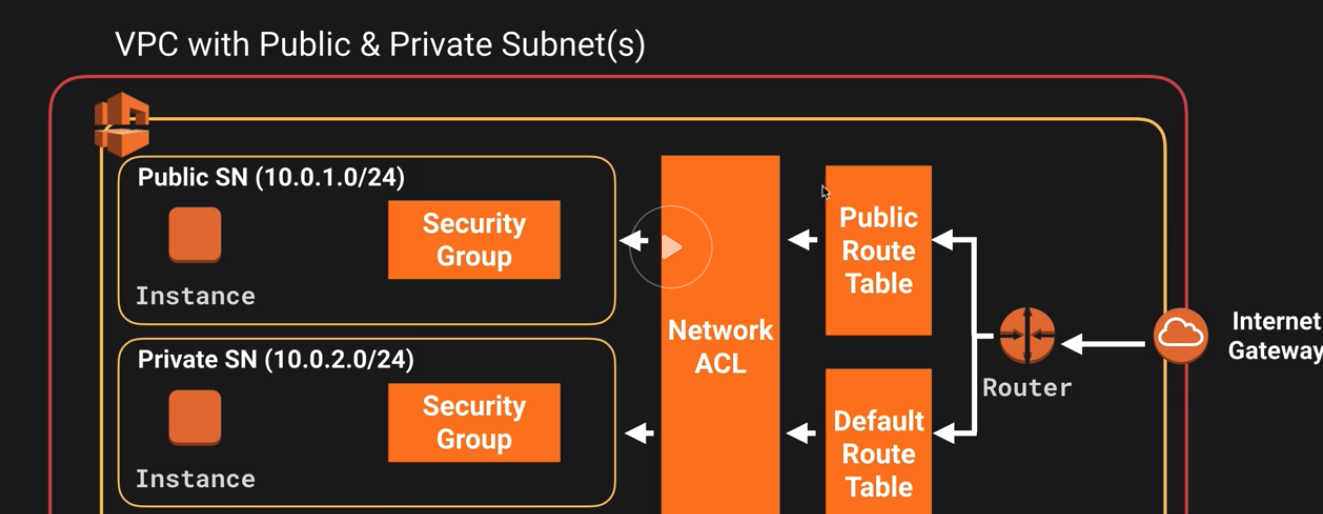 VPC with Public & Private Subnet(s)
Public SN (10.0.1.0/24)
Security
Group
Instance
Private SN (10.0.2.0/24)
Security
Group
Instance
Network
ACL
Public
Route
Table
Default
Route
Table
Router
Internet
Gateway